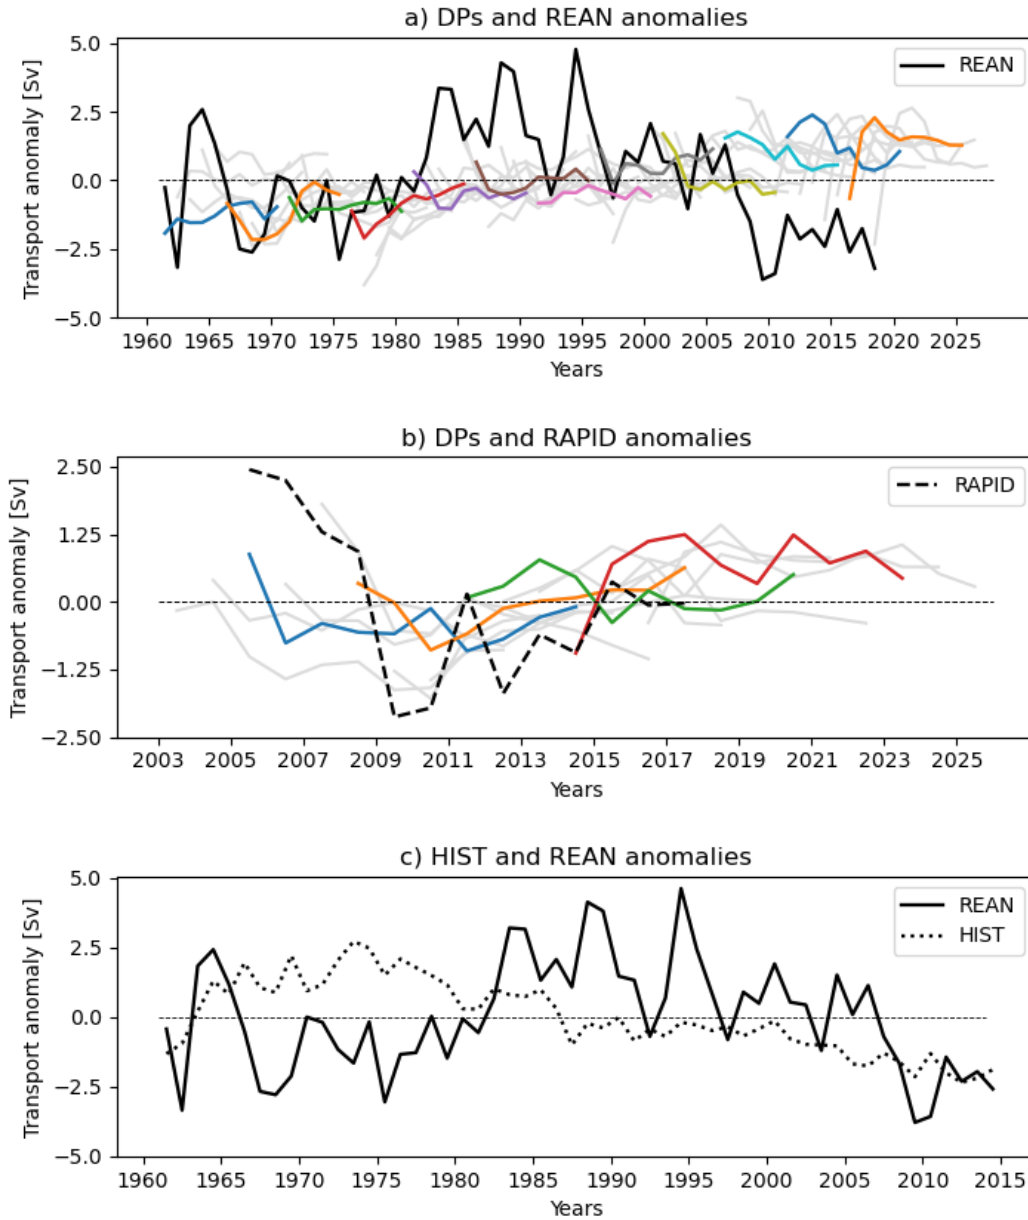 a) DPs and REAN anomalies
Transport anomaly [Sv]
5.0
2.5
0.0
−2.5
−5.0
REAN
1960 1965 1970 1975 1980 1985 1990 1995 2000 2005 2010 2015 2020 2025
Years
b) DPs and RAPID anomalies
Transport anomaly [Sv]
2.50
1.25
0.00
−1.25
−2.50
RAPID
2003 2005 2007 2009 2011 2013 2015 2017 2019 2021 2023 2025
Years
c) HIST and REAN anomalies
Transport anomaly [Sv]
5.0
2.5
0.0
−2.5
−5.0
REAN
HIST
1960 1965 1970 1975 1980 1985 1990 1995 2000 2005 2010 2015
Years